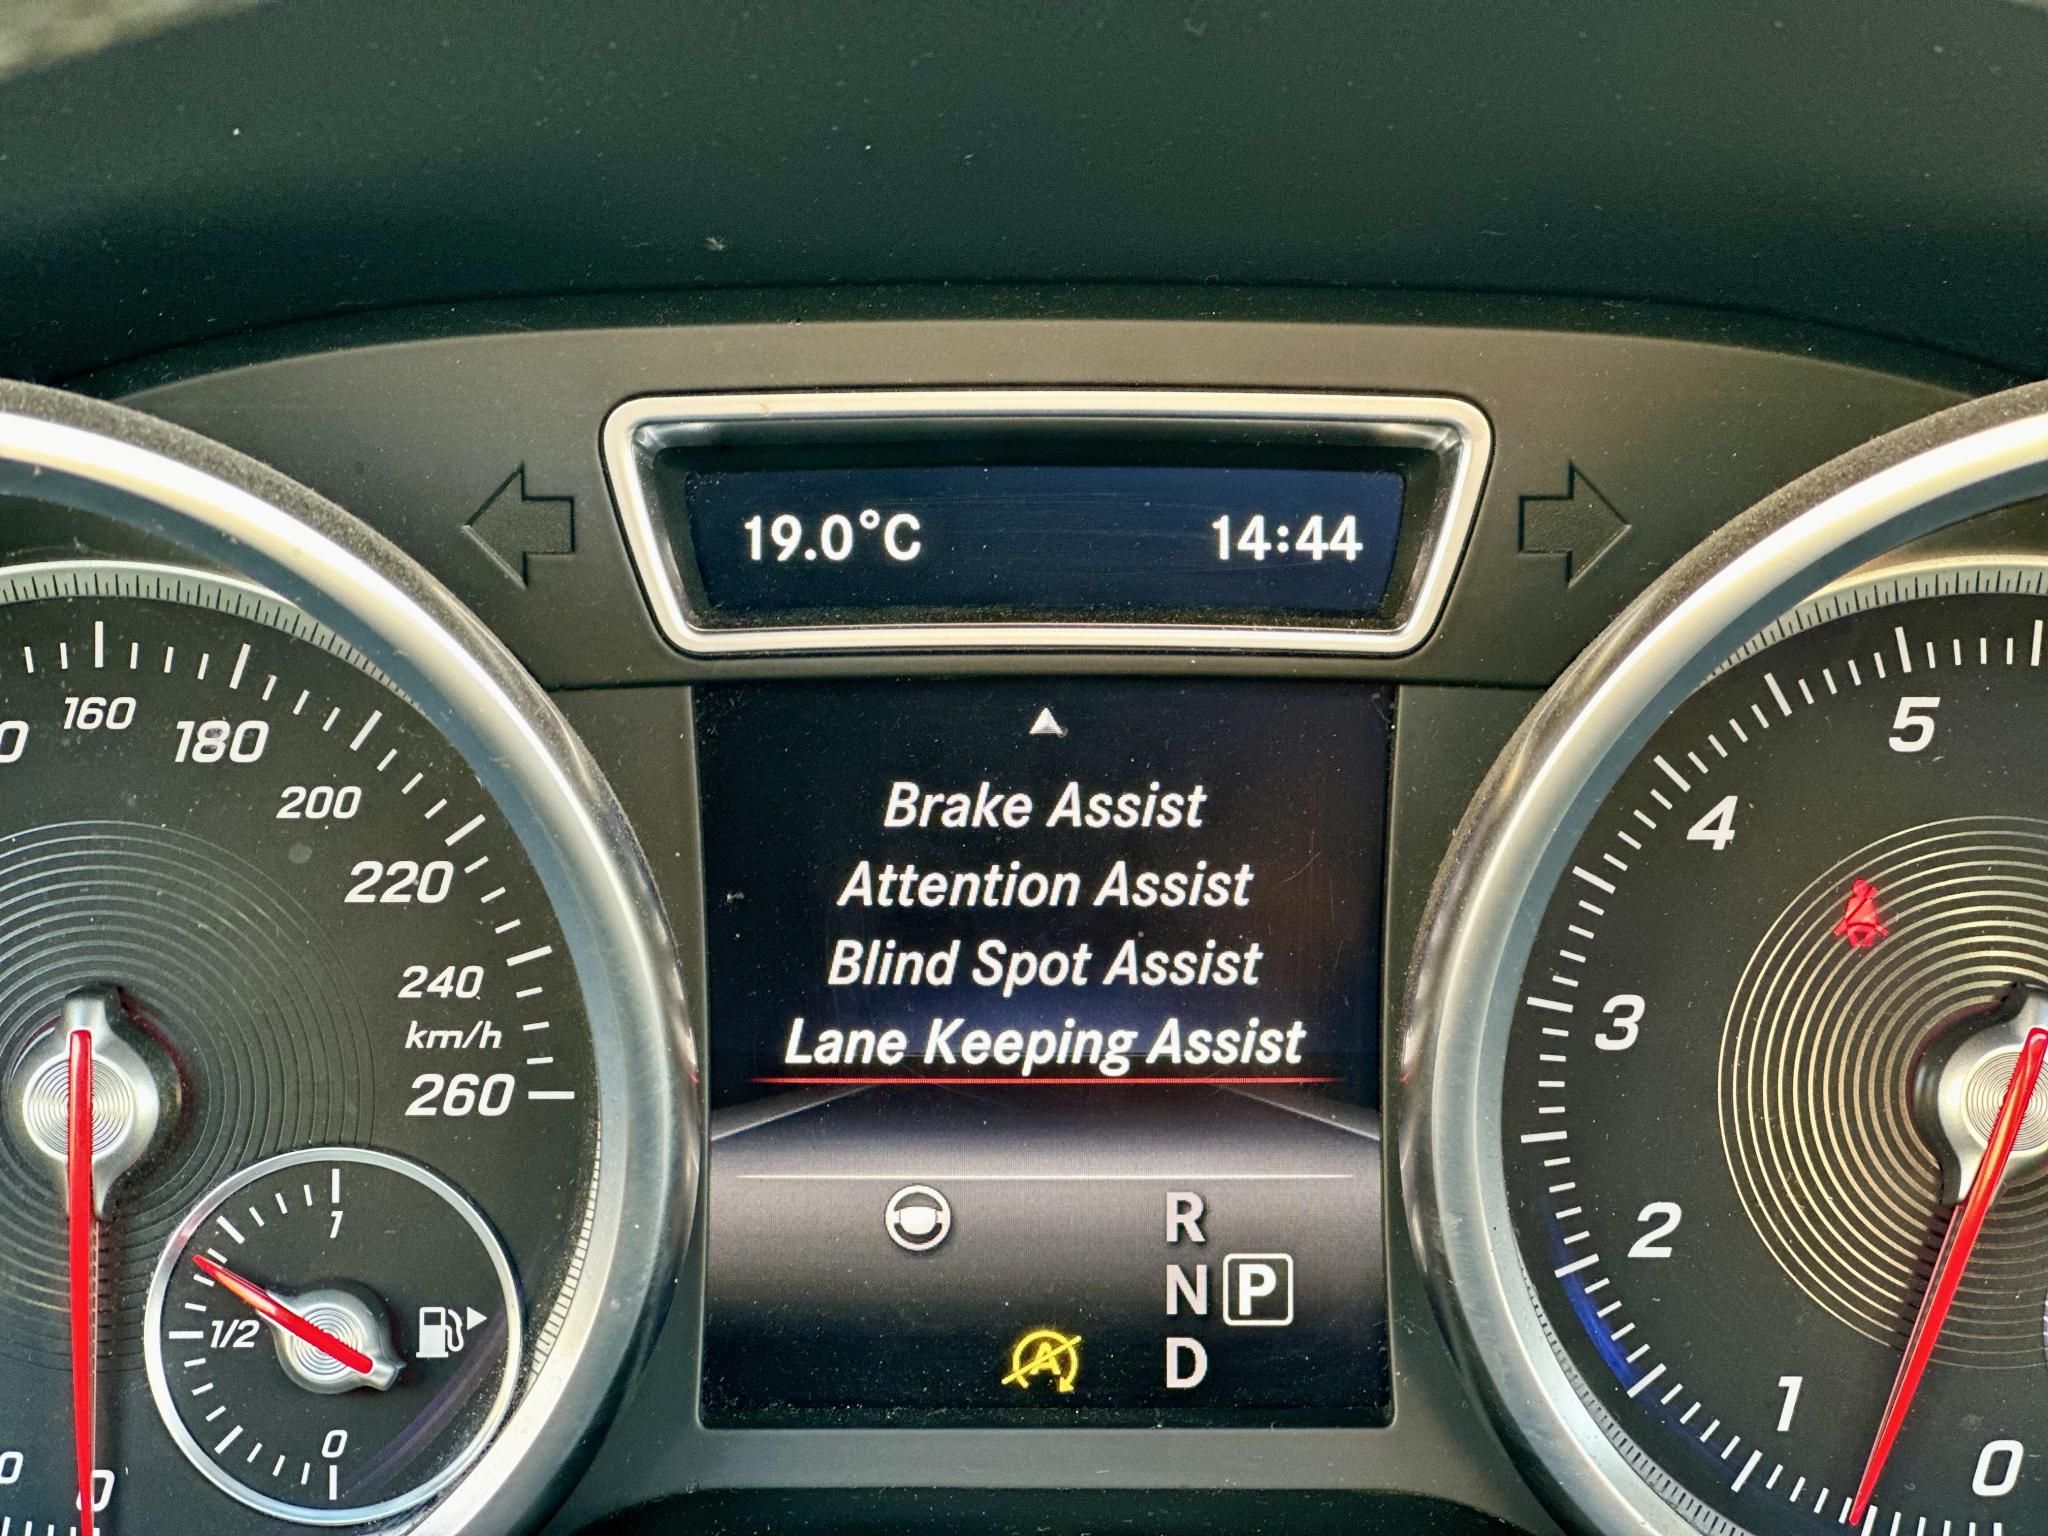 19.0°C 14:44
Brake Assist
Attention Assist
Blind Spot Assist
Lane Keeping Assist
R
N P
D
A
160
180
200
220
240
km/h
260
0
1
1/2
0
5
4
3
2
1
0